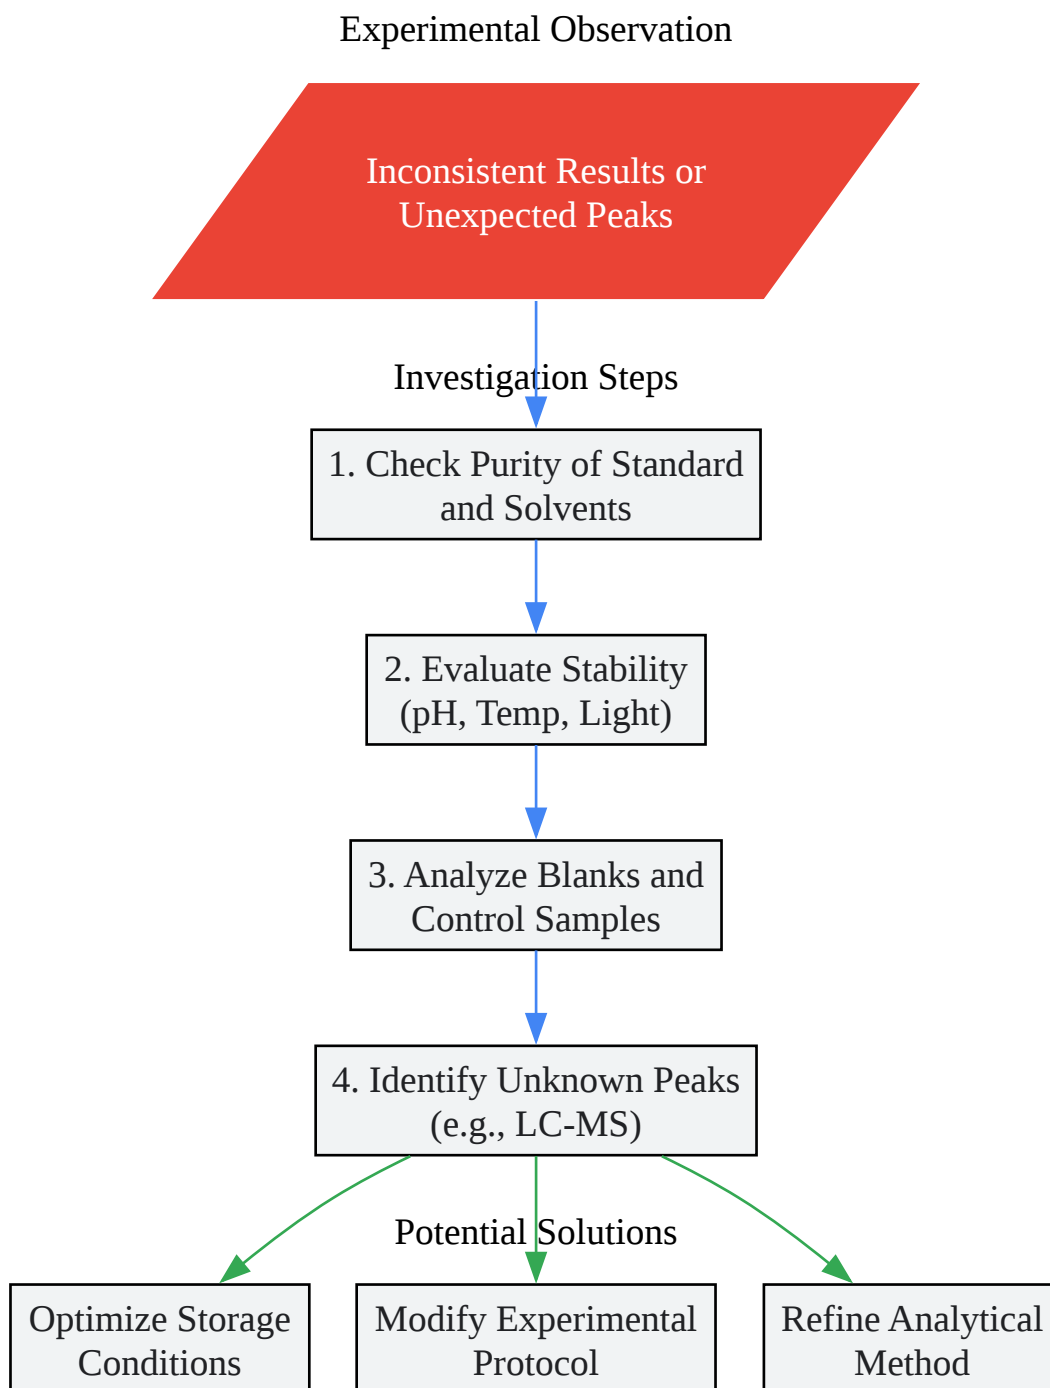 Experimental Observation
Inconsistent Results or
Unexpected Peaks
Investigation Steps
1. Check Purity of Standard
and Solvents
2. Evaluate Stability
(pH, Temp, Light)
3. Analyze Blanks and
Control Samples
4. Identify Unknown Peaks
(e.g., LC-MS)
Potential Solutions
Optimize Storage
Conditions
Modify Experimental
Protocol
Refine Analytical
Method